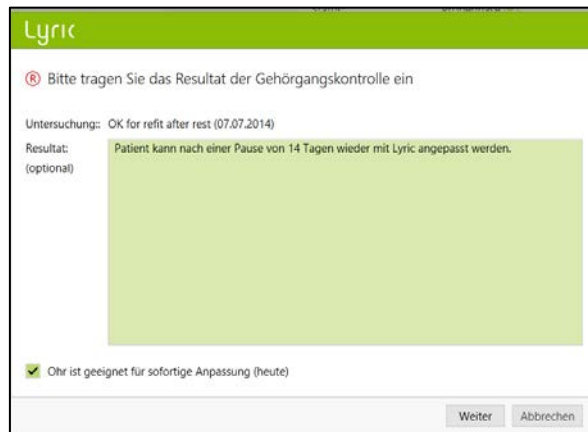 Lyric
® Bitte tragen Sie das Resultat der Gehörgangskontrolle ein
Untersuchung:: OK for refit after rest (07.07.2014)
Resultat: Patient kann nach einer Pause von 14 Tagen wieder mit Lyric angepasst werden.
(optional)
Ohr ist geeignet für sofortige Anpassung (heute)
Weiter Abbrechen